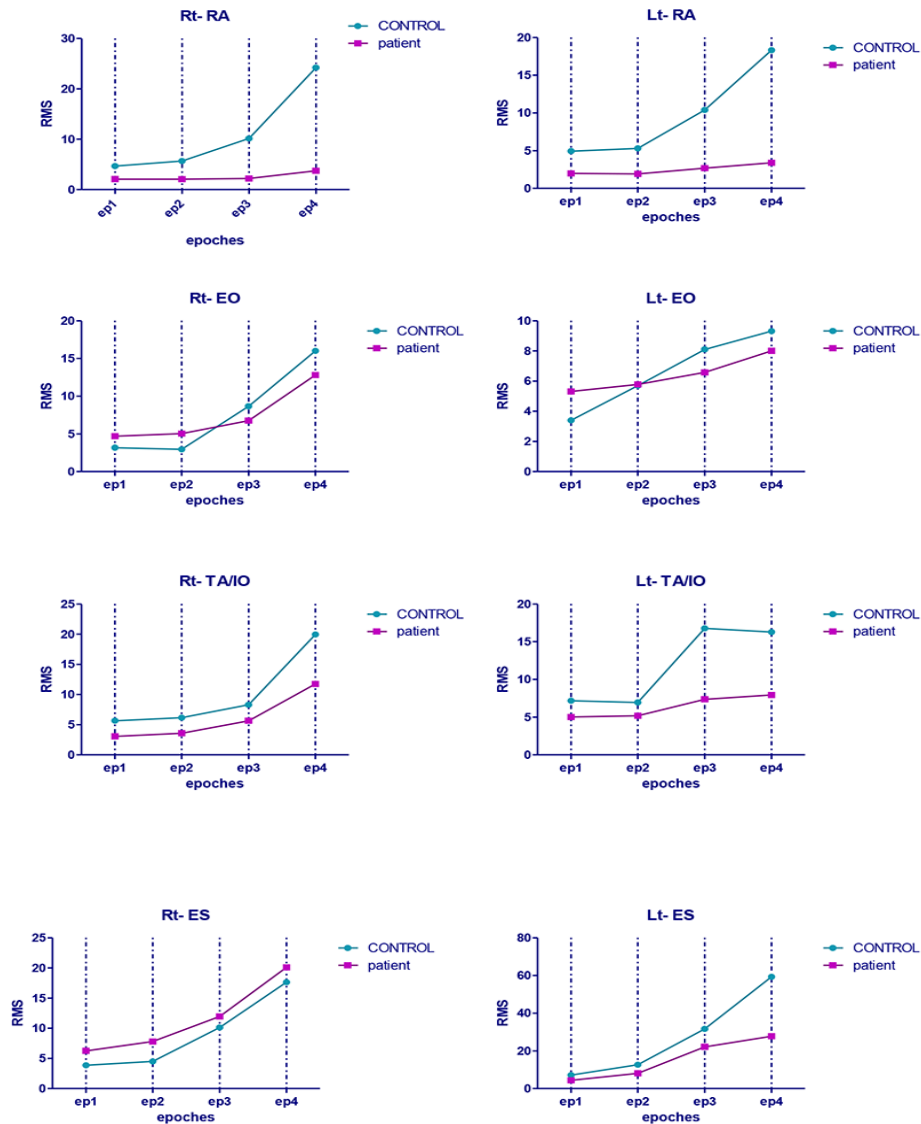 Rt- RA
CONTROL
patient
30
20
10
0
RMS
ep1 ep2 ep3 ep4
epoches
Lt- RA
CONTROL
patient
20
15
10
5
0
RMS
ep1 ep2 ep3 ep4
epoches
Rt- EO
CONTROL
patient
20
15
10
5
0
RMS
ep1 ep2 ep3 ep4
epoches
Lt- EO
CONTROL
patient
10
8
6
4
2
0
RMS
ep1 ep2 ep3 ep4
epoches
Rt- TA/IO
CONTROL
patient
25
20
15
10
5
0
RMS
ep1 ep2 ep3 ep4
epoches
Lt- TA/IO
CONTROL
patient
20
15
10
5
0
RMS
ep1 ep2 ep3 ep4
epoches
Rt- ES
CONTROL
patient
25
20
15
10
5
0
RMS
ep1 ep2 ep3 ep4
epoches
Lt- ES
CONTROL
patient
80
60
40
20
0
RMS
ep1 ep2 ep3 ep4
epoches